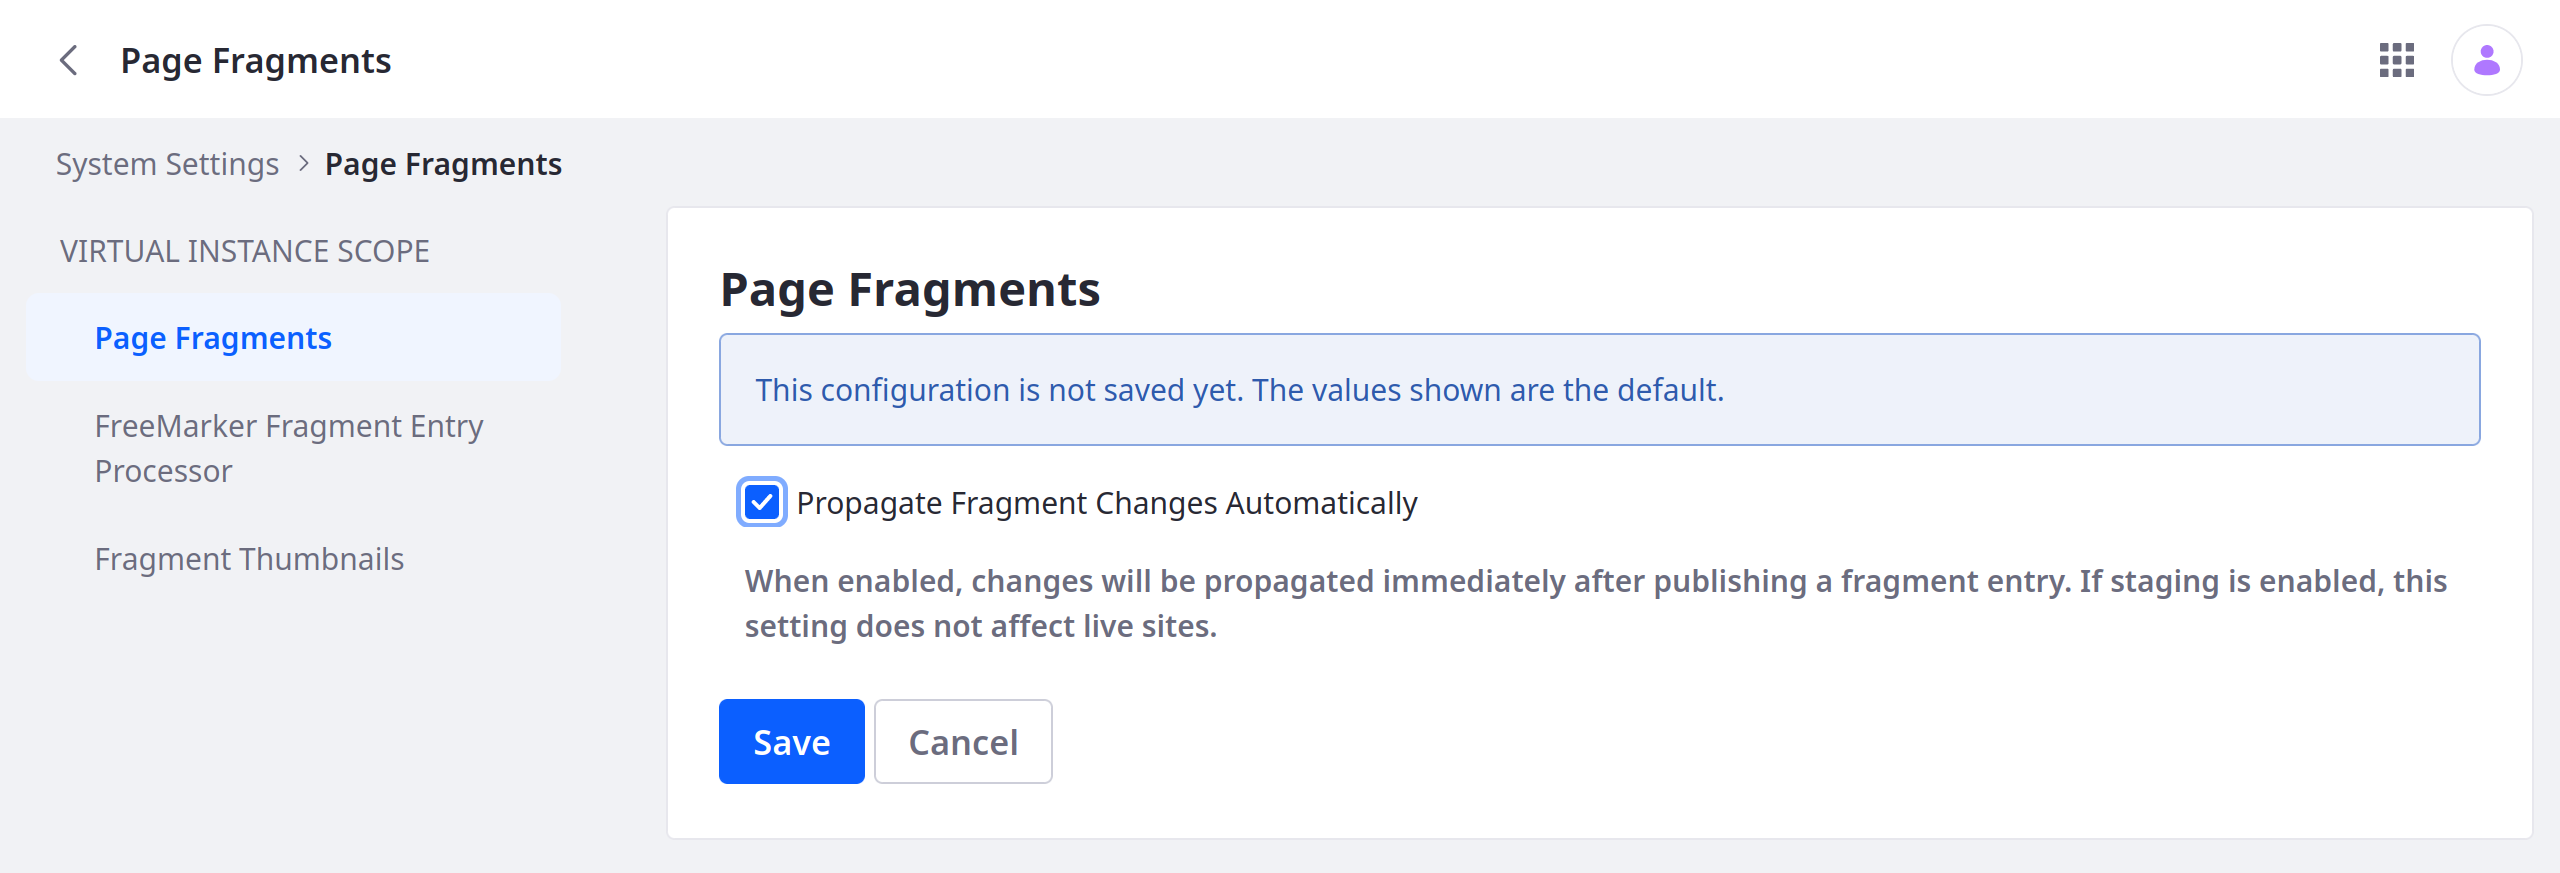 Page Fragments
System Settings > Page Fragments
VIRTUAL INSTANCE SCOPE
Page Fragments
FreeMarker Fragment Entry
Processor
Fragment Thumbnails
Page Fragments
This configuration is not saved yet. The values shown are the default.
Propagate Fragment Changes Automatically
When enabled, changes will be propagated immediately after publishing a fragment entry. If staging is enabled, this
setting does not affect live sites.
Save Cancel